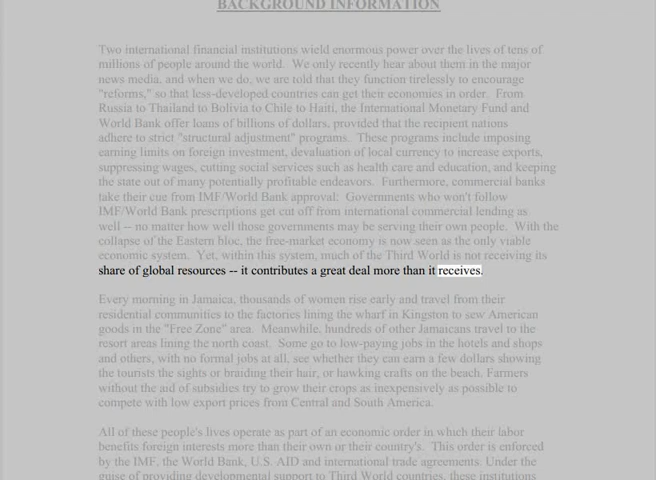 BACKGROUND INFORMATION
Two international financial institutions wield enormous power over the lives of tens of
millions of people around the world. We only recently hear about them in the major
news media, and when we do, we are told that they function tirelessly to encourage
"reforms," so that less-developed countries can get their economies in order. From
Russia to Thailand to Bolivia to Chile to Haiti, the International Monetary Fund and
World Bank offer loans of billions of dollars, provided that the recipient nations
adhere to strict "structural adjustment" programs. These programs include imposing
earning limits on foreign investment, devaluation of local currency to increase exports,
suppressing wages, cutting social services such as health care and education, and keeping
the state out of many potentially profitable endeavors. Furthermore, commercial banks
take their cue from IMF/World Bank approval: Governments who won't follow
IMF/World Bank prescriptions get cut off from international commercial lending as
well -- no matter how well those governments may be serving their own people. With the
collapse of the Eastern bloc, the free-market economy is now seen as the only viable
economic system. Yet, within this system, much of the Third World is not receiving its
share of global resources -- it contributes a great deal more than it receives.
Every morning in Jamaica, thousands of women rise early and travel from their
residential communities to the factories lining the wharf in Kingston to sew American
goods in the "Free Zone" area. Meanwhile, hundreds of other Jamaicans travel to the
resort areas lining the north coast. Some go to low-paying jobs in the hotels and shops
and others, with no formal jobs at all, see whether they can earn a few dollars showing
the tourists the sights or braiding their hair, or hawking crafts on the beach. Farmers
without the aid of subsidies try to grow their crops as inexpensively as possible to
compete with low export prices from Central and South America.
All of these people's lives operate as part of an economic order in which their labor
benefits foreign interests more than their own or their country's. This order is enforced
by the IMF, the World Bank, U.S. AID and international trade agreements. Under the
guise of providing developmental support to Third World countries, these institutions